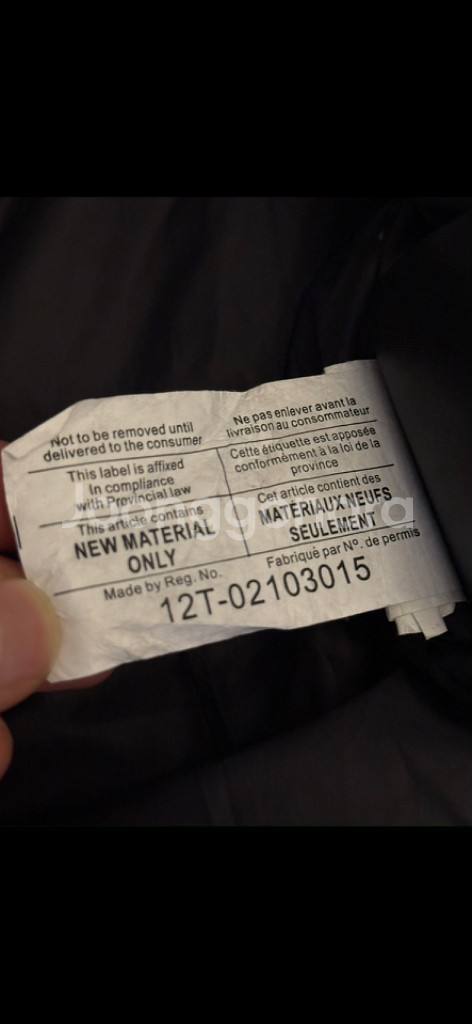 Not to be removed until
delivered to the consumer
Ne pas enlever avant la
livraison au consommateur
This label is affixed
In compliance
with Provincial law
Cette étiquette est apposée
conformément à la loi de la
province
This article contains
NEW MATERIAL
ONLY
Cet article contient des
MATÉRIAUX NEUFS
SEULEMENT
Made by Reg. No.
Fabriqué par Nº. de permis
12T-02103015